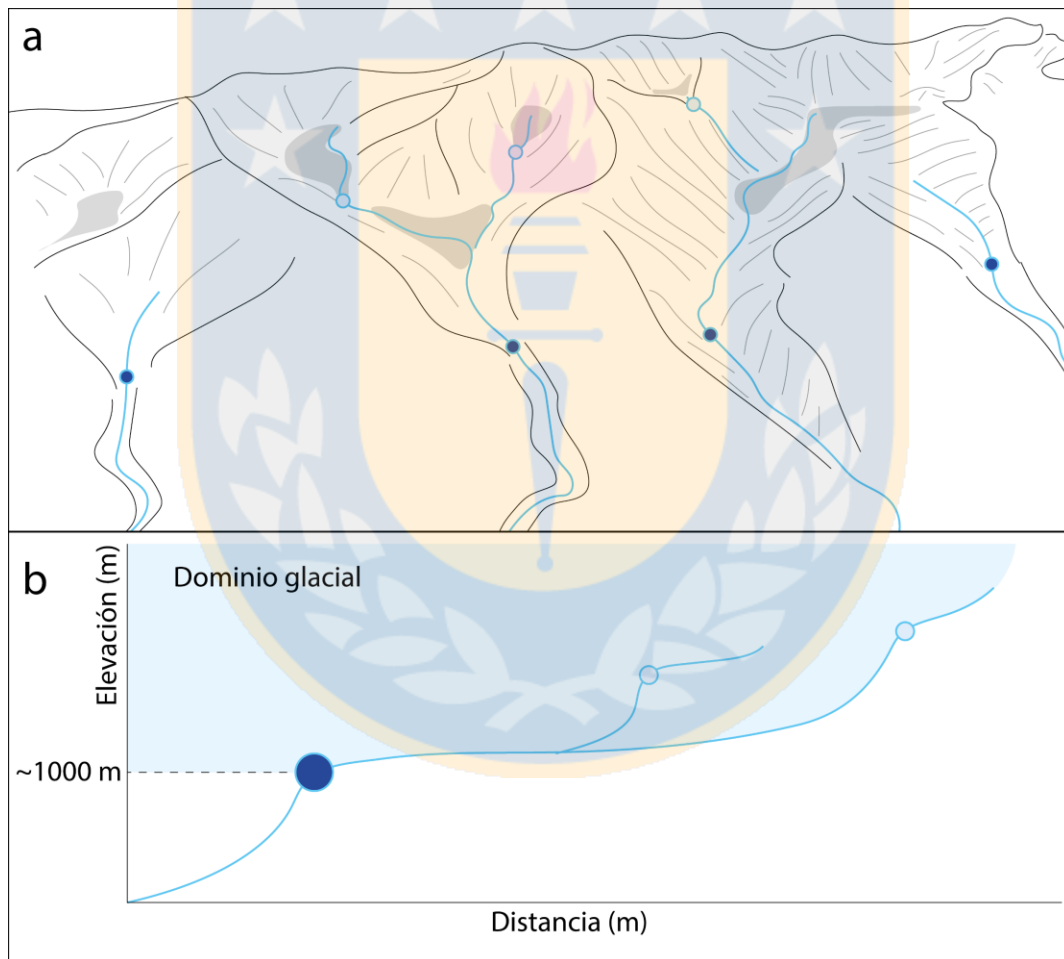 a
b
Dominio glacial
Elevación (m)
~1000 m
Distancia (m)